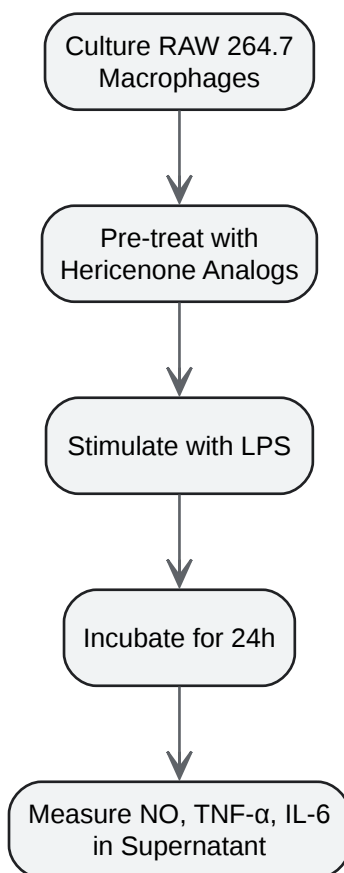 Culture RAW 264.7
Macrophages
Pre-treat with
Hericenone Analogs
Stimulate with LPS
Incubate for 24h
Measure NO, TNF-α, IL-6
in Supernatant